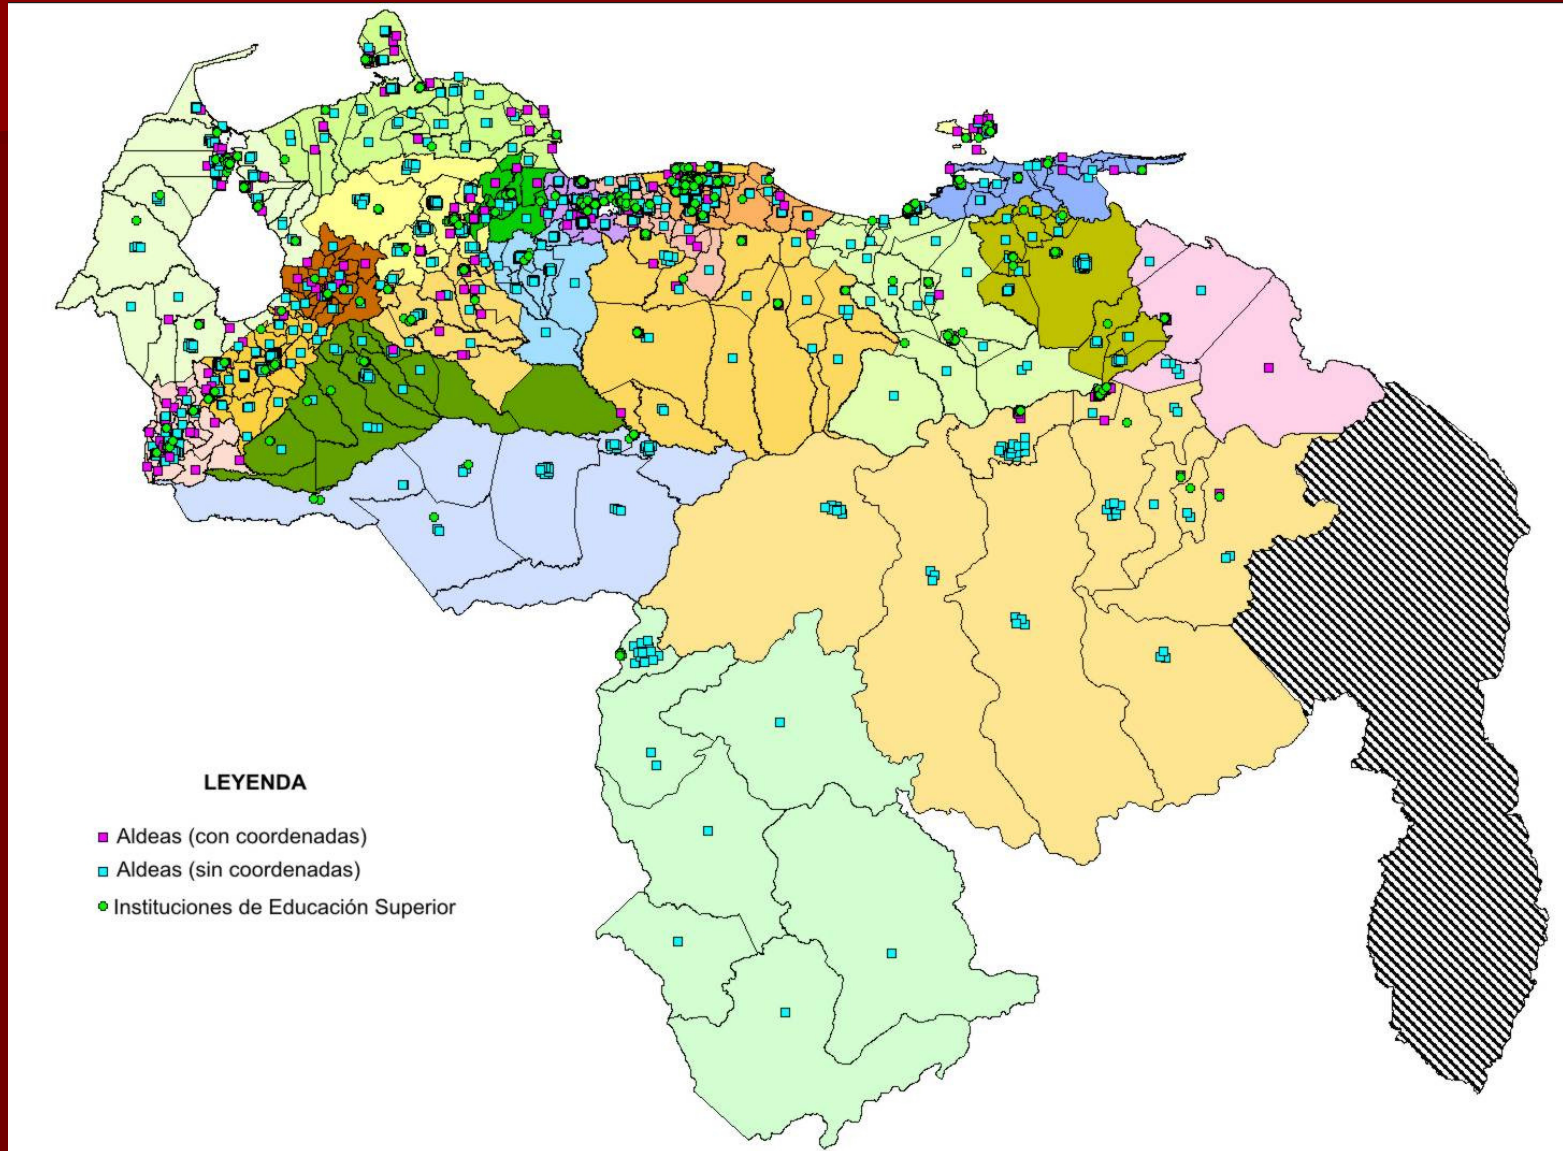 LEYENDA
Aldeas (con coordenadas)
Aldeas (sin coordenadas)
Instituciones de Educación Superior